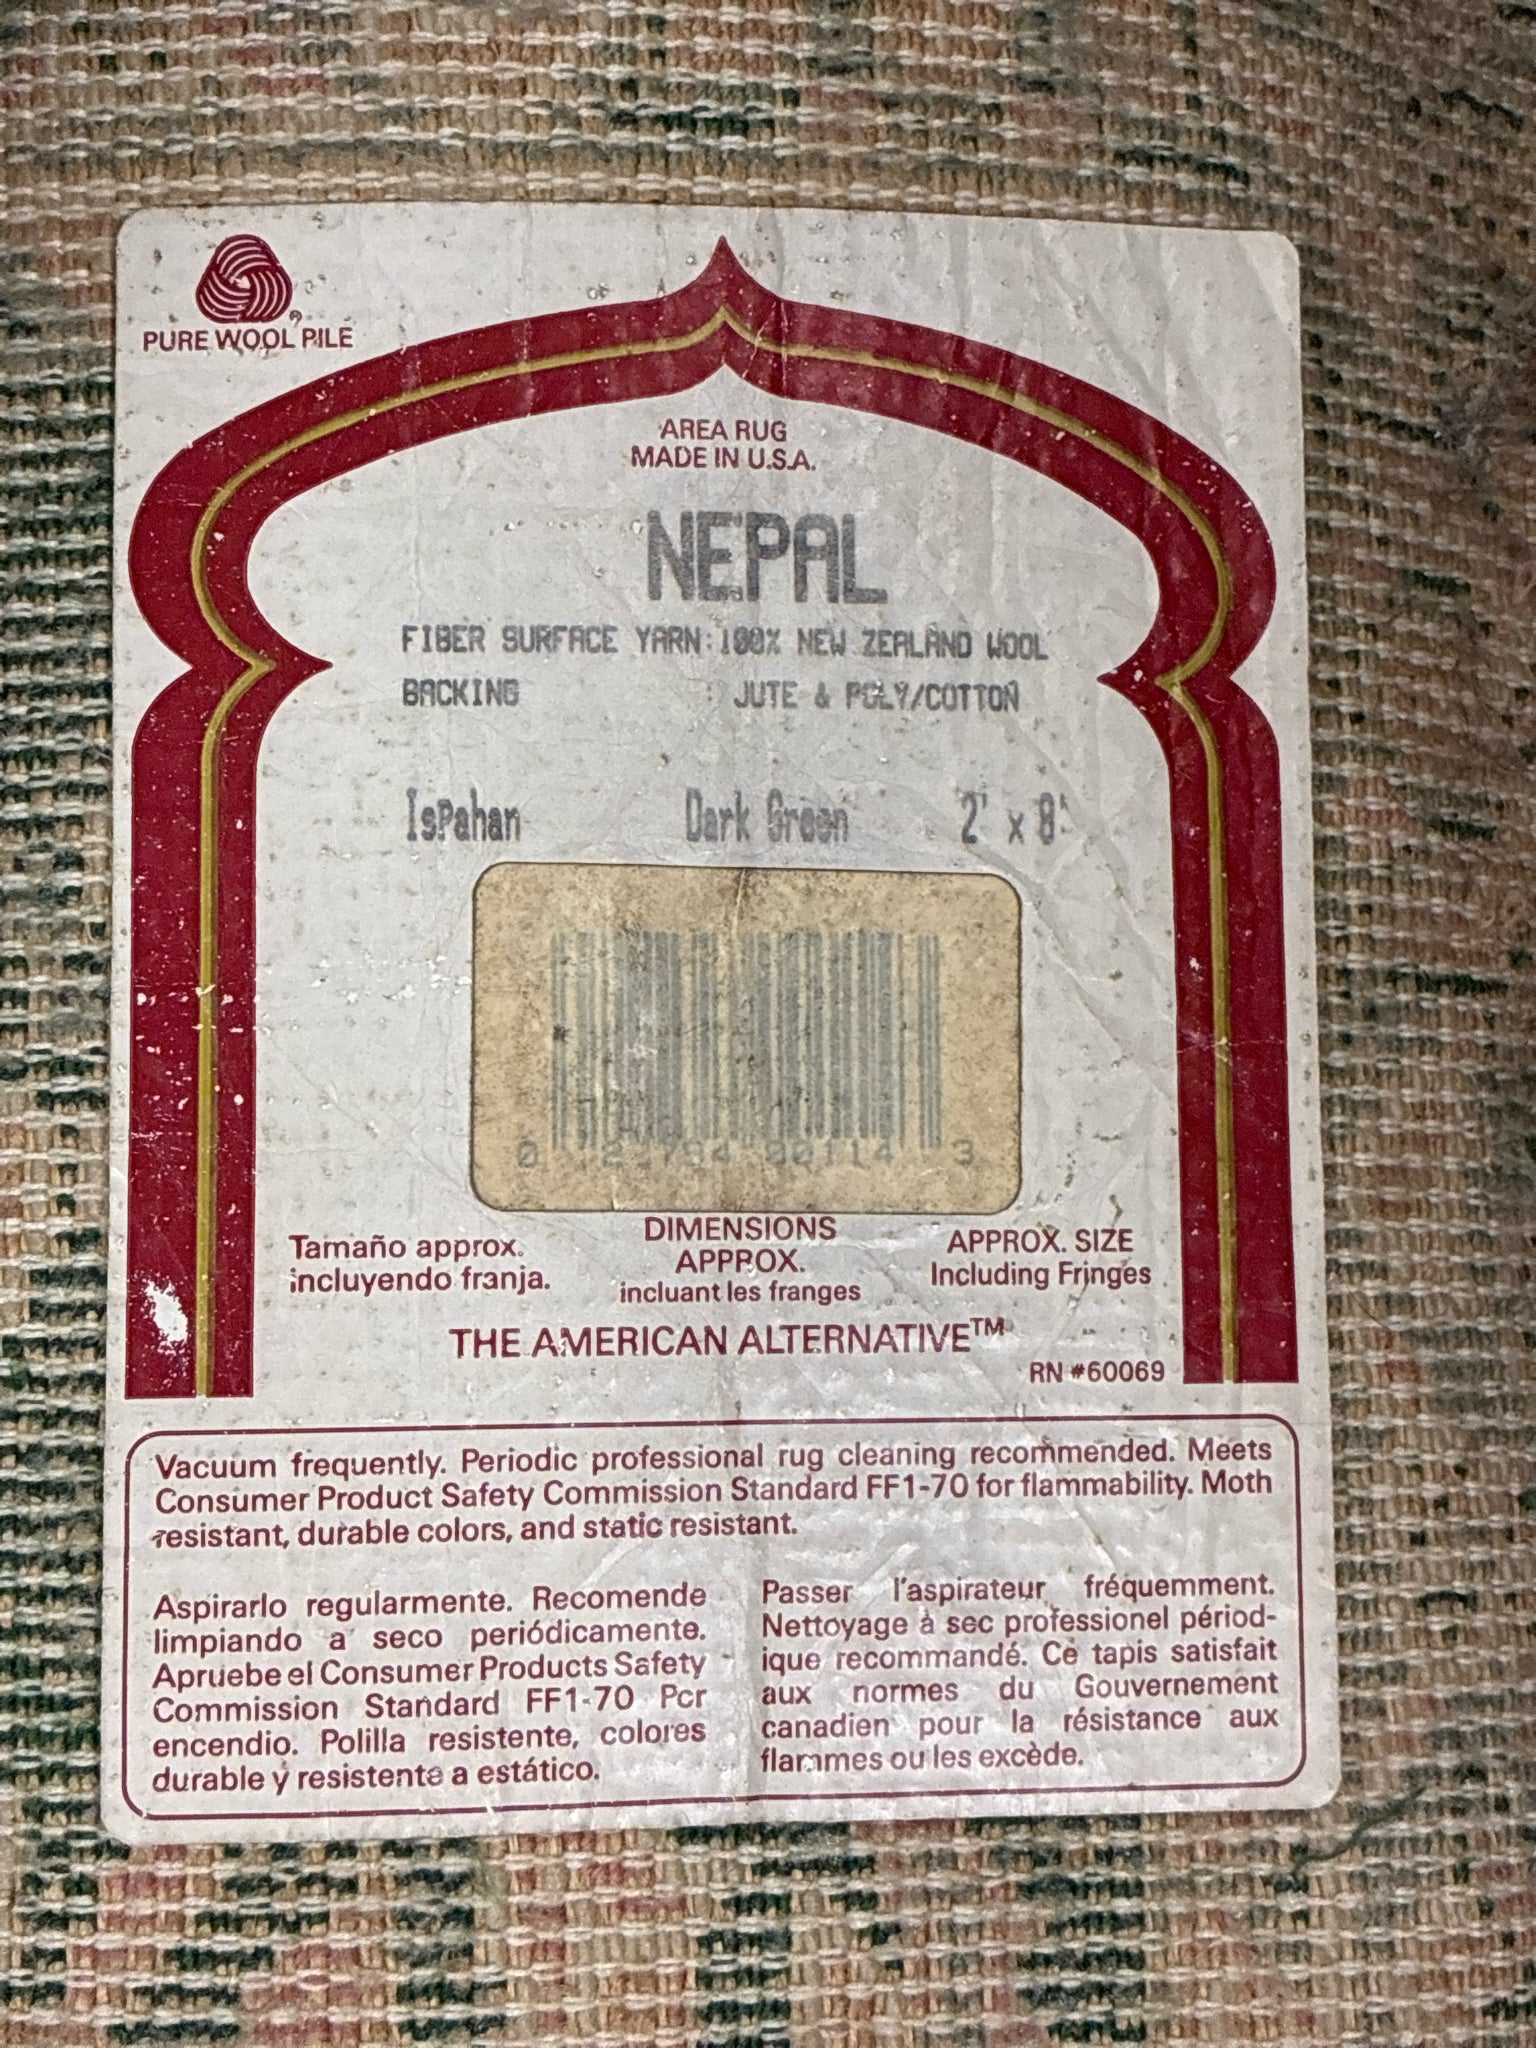 PURE WOOL PILE
AREA RUG
MADE IN U.S.A.
NEPAL
FIBER SURFACE YARN: 100% NEW ZEALAND WOOL
BACKING : JUTE & POLY/COTTON
IsPahan Dark Green 2' x 8'
0 90114 3
Tamaño approx.
incluyendo franja.
DIMENSIONS
APPROX.
incluant les franges
APPROX. SIZE
Including Fringes
THE AMERICAN ALTERNATIVE™
RN #60069
Vacuum frequently. Periodic professional rug cleaning recommended. Meets
Consumer Product Safety Commission Standard FF1-70 for flammability. Moth
resistant, durable colors, and static resistant.
Aspirarlo regularmente. Recomende
limpiando a seco periódicamente.
Apruebe el Consumer Products Safety
Commission Standard FF1-70 Pcr
encendio. Polilla resistente, colores
durable y resistente a estático.
Passer l'aspirateur fréquemment.
Nettoyage à sec professionel périod-
ique recommandé. Ce tapis satisfait
aux normes du Gouvernement
canadien pour la résistance aux
flammes ou les excède.